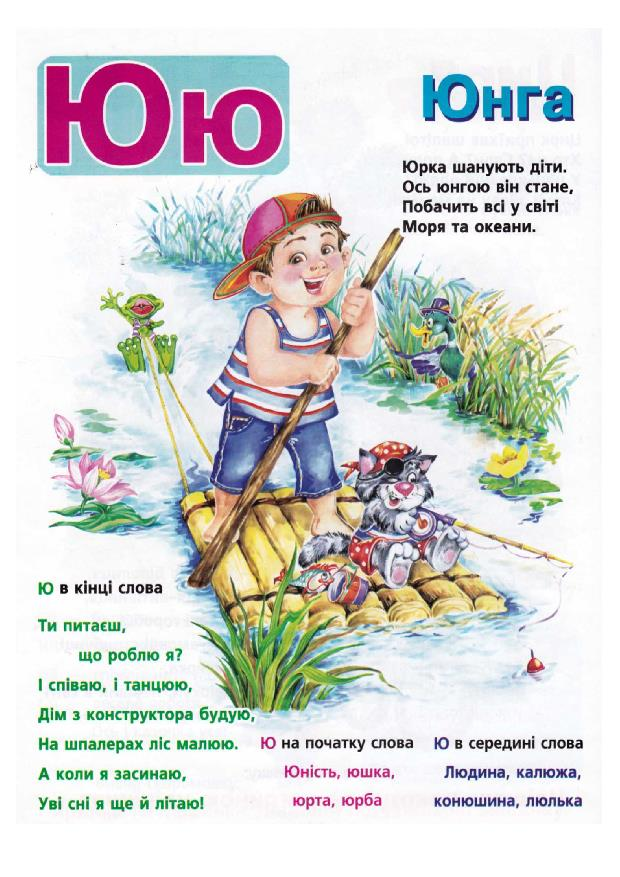 Юю
Юнга
Юрка шанують діти.
Ось юнгою він стане,
Побачить всі у світі
Моря та океани.
Ю в кінці слова
Ти питаєш,
що роблю я?
І співаю, і танцюю,
Дім з конструктора будую,
На шпалерах ліс малюю.
А коли я засинаю,
Уві сні я ще й літаю!
Ю на початку слова
Юність, юшка,
юрта, юрба
Ю в середині слова
Людина, калюжа,
конюшина, люлька